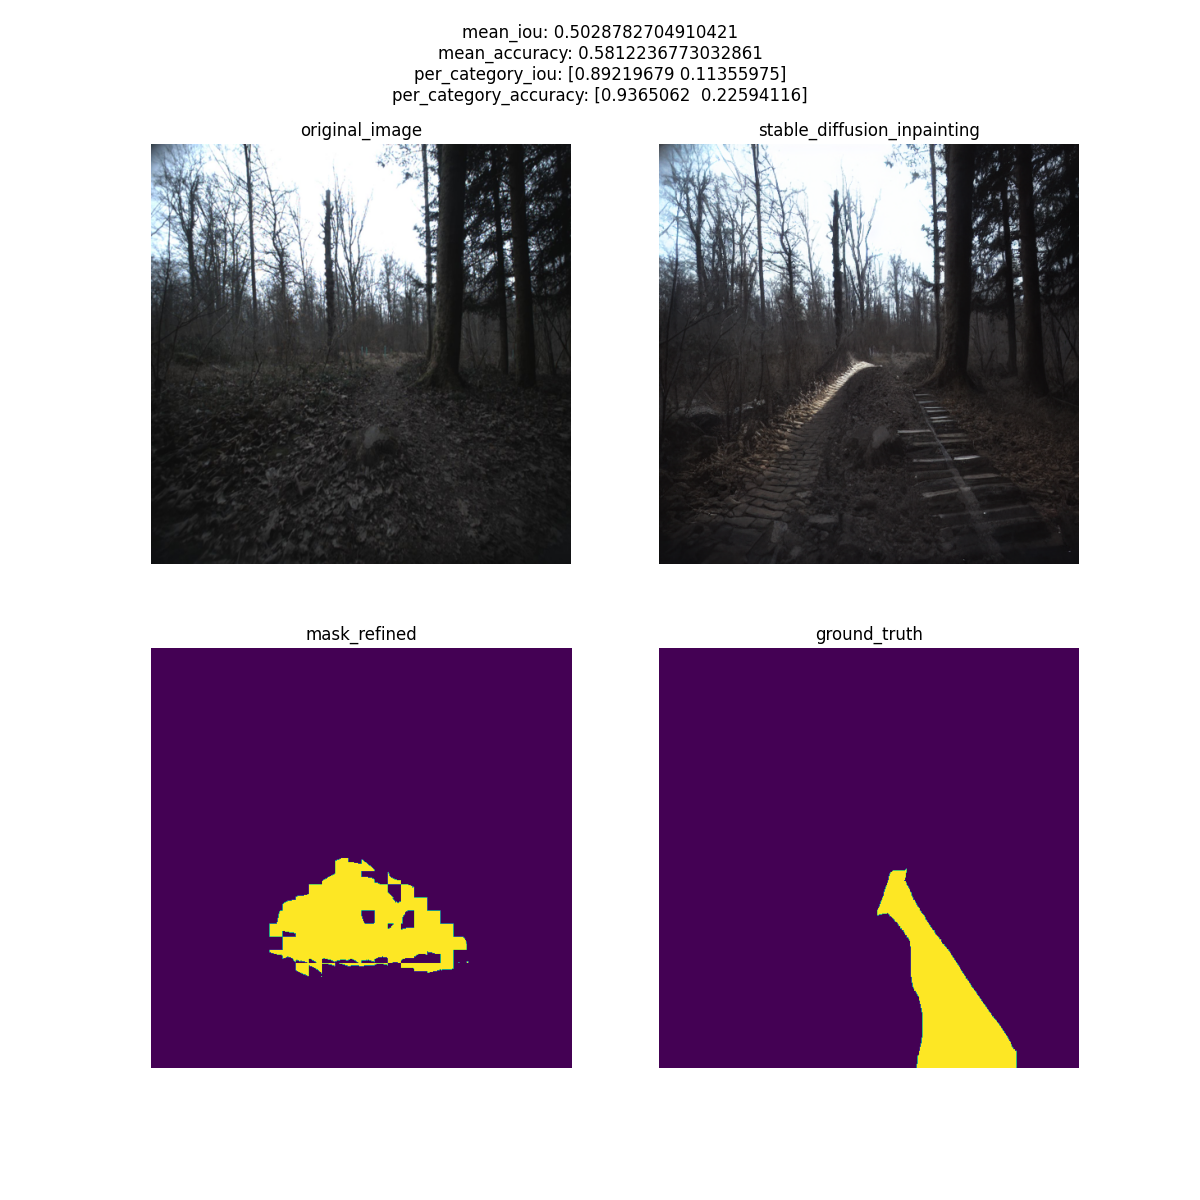 mean_iou: 0.5028782704910421
mean_accuracy: 0.5812236773032861
per_category_iou: [0.89219679 0.11355975]
per_category_accuracy: [0.9365062  0.22594116]
original_image
stable_diffusion_inpainting
mask_refined
ground_truth